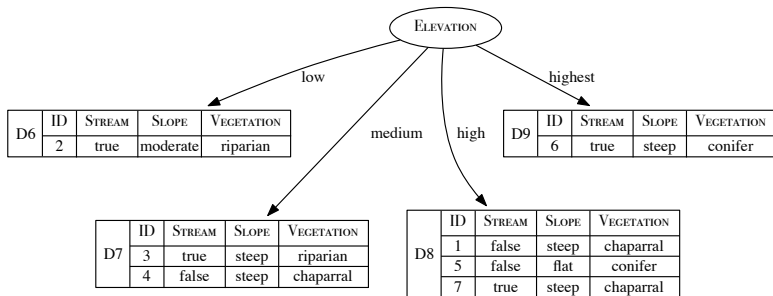 ELEVATION
low
medium
high
highest
D6
ID STREAM SLOPE VEGETATION
2 true moderate riparian
D9
ID STREAM SLOPE VEGETATION
6 true steep conifer
D7
ID STREAM SLOPE VEGETATION
3 true steep riparian
4 false steep chaparral
D8
ID STREAM SLOPE VEGETATION
1 false steep chaparral
5 false flat conifer
7 true steep chaparral